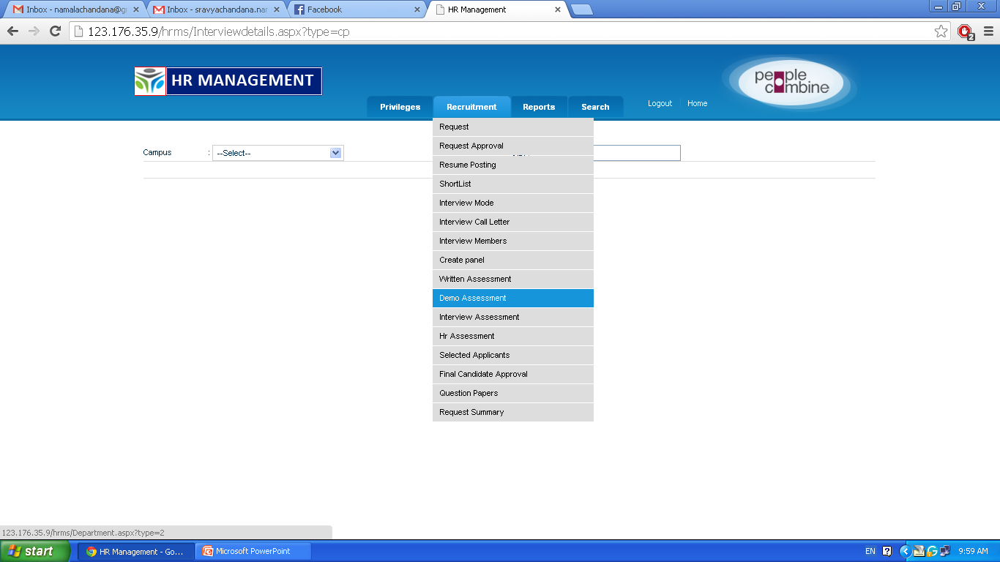 Inbox - namalachandana@g
Inbox - sravyachandana.nar
Facebook
HR Management
123.176.35.9/hrms/Interviewdetails.aspx?type=cp
2
HR MANAGEMENT
people combine
Privileges
Recruitment
Reports
Search
Logout
Home
Campus : --Select--
Request
Request Approval
Resume Posting
ShortList
Interview Mode
Interview Call Letter
Interview Members
Create panel
Written Assessment
Demo Assessment
Interview Assessment
Hr Assessment
Selected Applicants
Final Candidate Approval
Question Papers
Request Summary
123.176.35.9/hrms/Department.aspx?type=2
start
HR Management - Go...
Microsoft PowerPoint
EN
9:59 AM